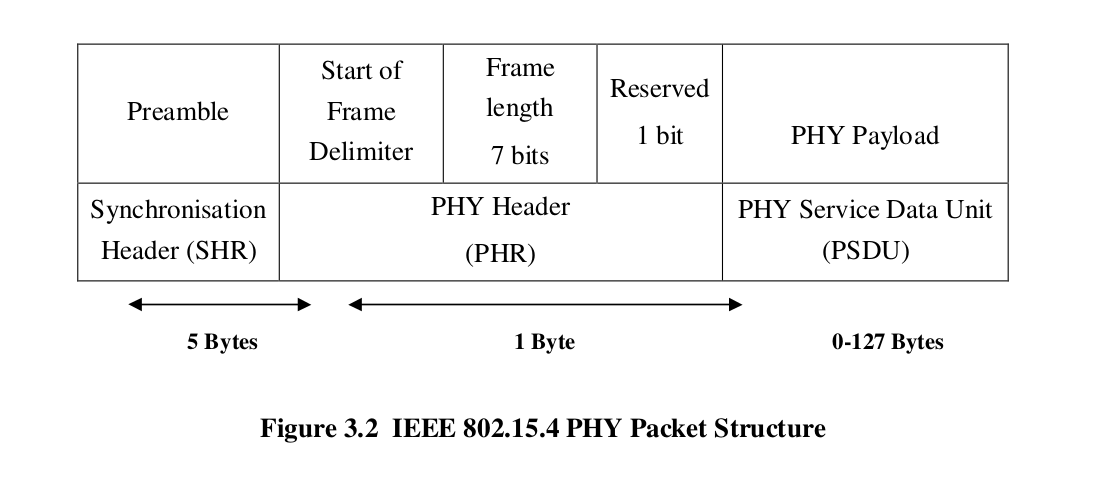 Preamble
Start of
Frame
Delimiter
Frame
length
7 bits
Reserved
1 bit
PHY Payload
Synchronisation
Header (SHR)
PHY Header
(PHR)
PHY Service Data Unit
(PSDU)
5 Bytes
1 Byte
0-127 Bytes
Figure 3.2 IEEE 802.15.4 PHY Packet Structure